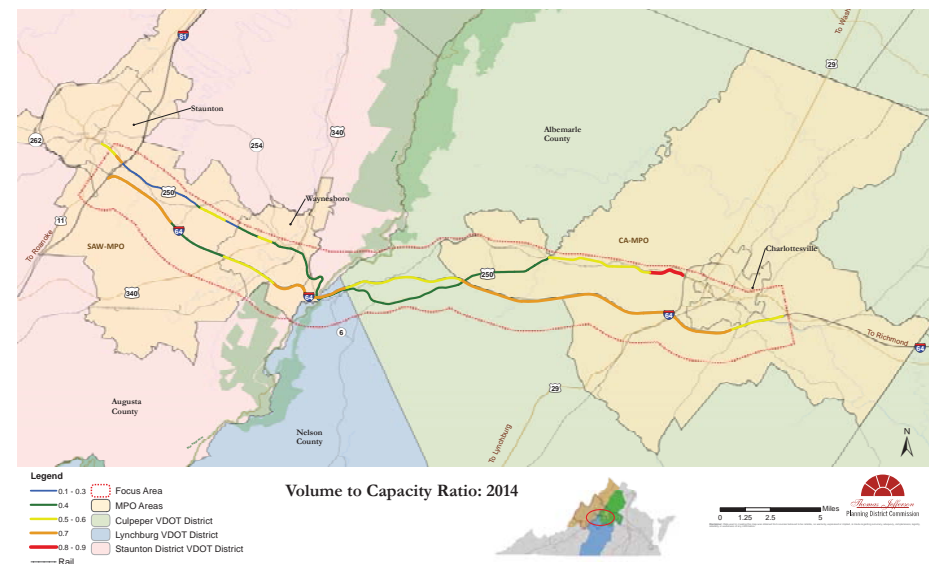 81
To Wash
29
Staunton
262
254
340
Albemarle
County
250
Waynesboro
11
64
SAW-MPO
CA-MPO
Charlottesville
To Roanoke
250
340
64
64
6
To Richmond
64
29
Augusta
County
Nelson
County
To Lynchburg
N
Legend
0.1 - 0.3
0.4
0.5 - 0.6
0.7
0.8 - 0.9
Rail
Focus Area
MPO Areas
Culpeper VDOT District
Lynchburg VDOT District
Staunton District VDOT District
Volume to Capacity Ratio: 2014
Miles
0 1.25 2.5 5
Thomas Jefferson
Planning District Commission